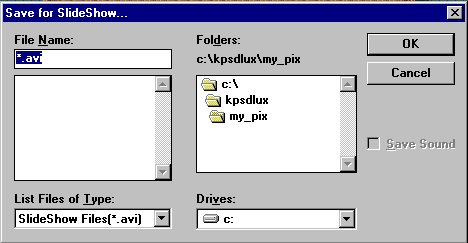 Save for SlideShow...
File Name:
*.avi
Folders:
c:\kpsdlux\my_pix
c:\
kpsdlux
my_pix
OK
Cancel
Save Sound
List Files of Type:
SlideShow Files(*.avi)
Drives:
c: